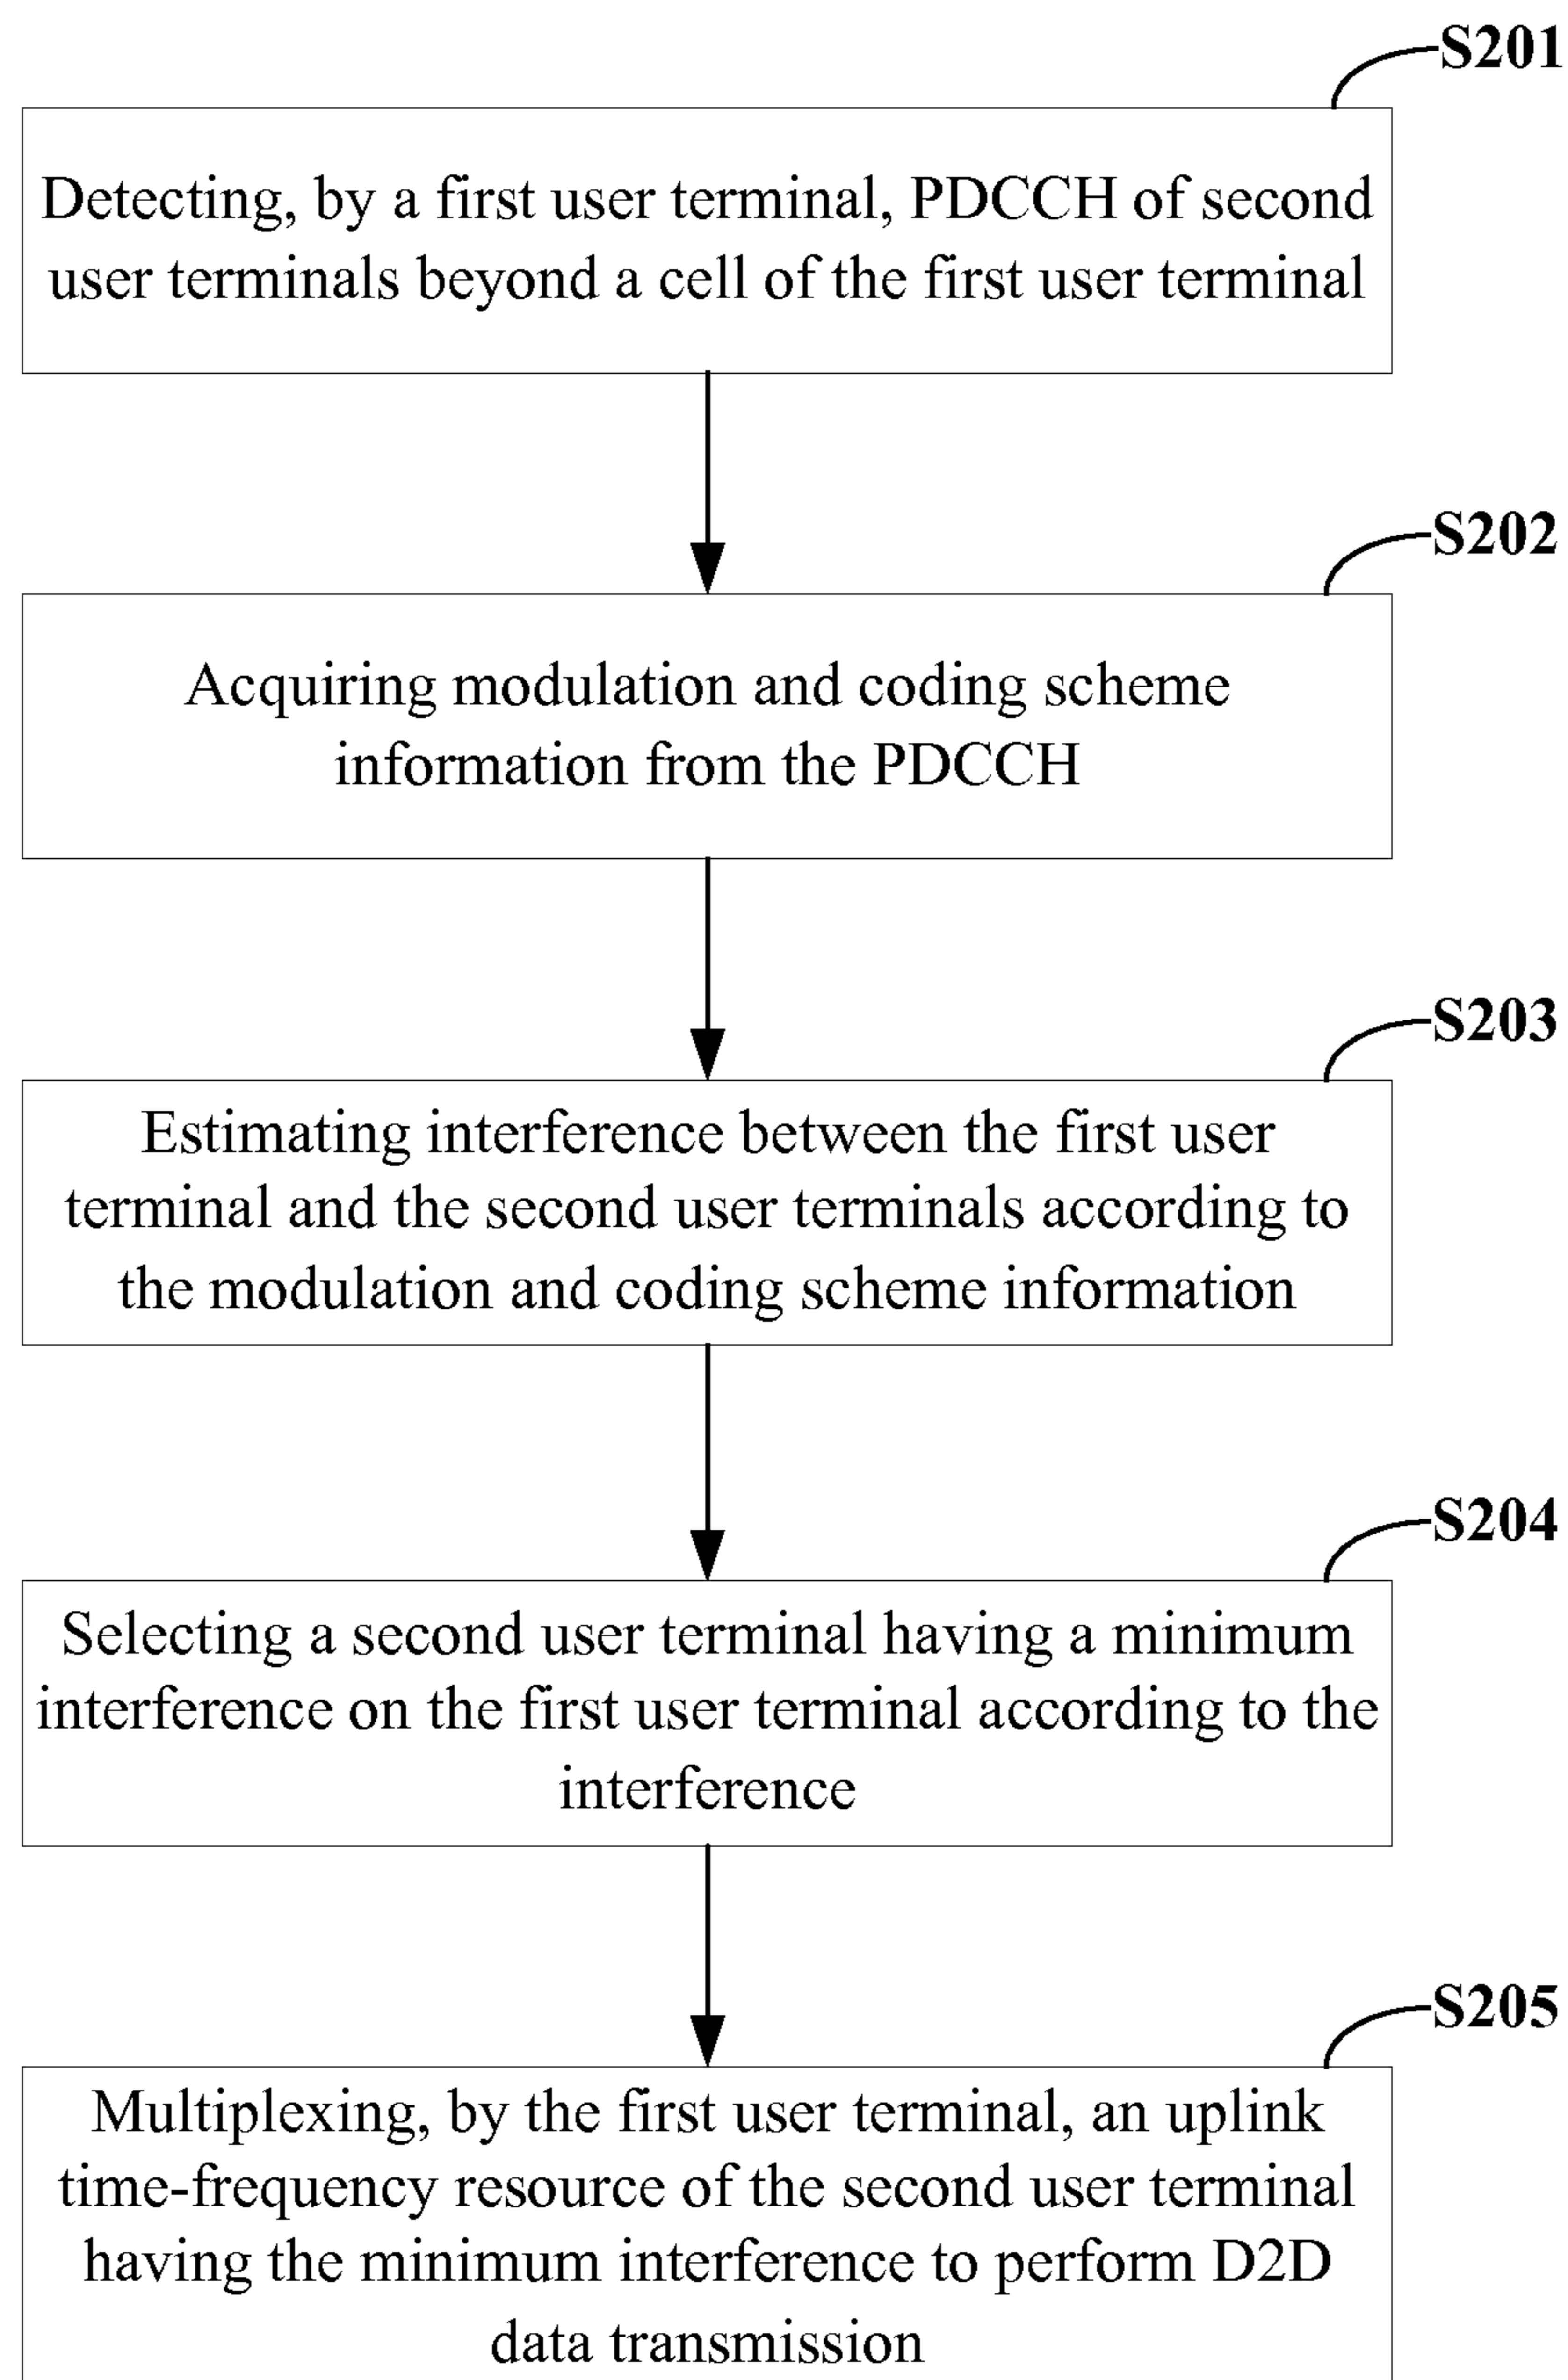 S201
Detecting, by a first user terminal, PDCCH of second
user terminals beyond a cell of the first user terminal
S202
Acquiring modulation and coding scheme
information from the PDCCH
S203
Estimating interference between the first user
terminal and the second user terminals according to
the modulation and coding scheme information
S204
Selecting a second user terminal having a minimum
interference on the first user terminal according to the
interference
S205
Multiplexing, by the first user terminal, an uplink
time-frequency resource of the second user terminal
having the minimum interference to perform D2D
data transmission